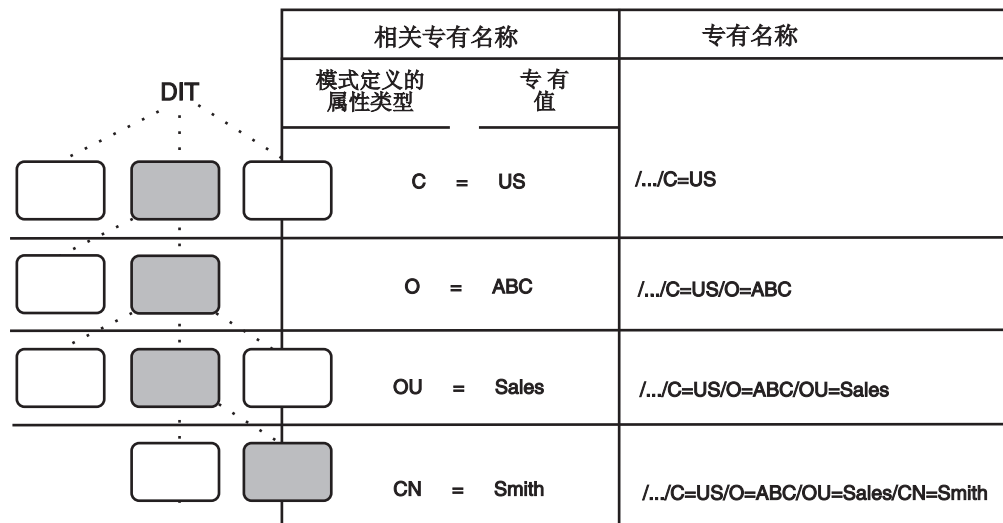 相关专有名称 专有名称
模式定义的 专 有
属性类型 值
DIT
C = US /.../C=US
O = ABC /.../C=US/O=ABC
OU = Sales /.../C=US/O=ABC/OU=Sales
CN = Smith /.../C=US/O=ABC/OU=Sales/CN=Smith